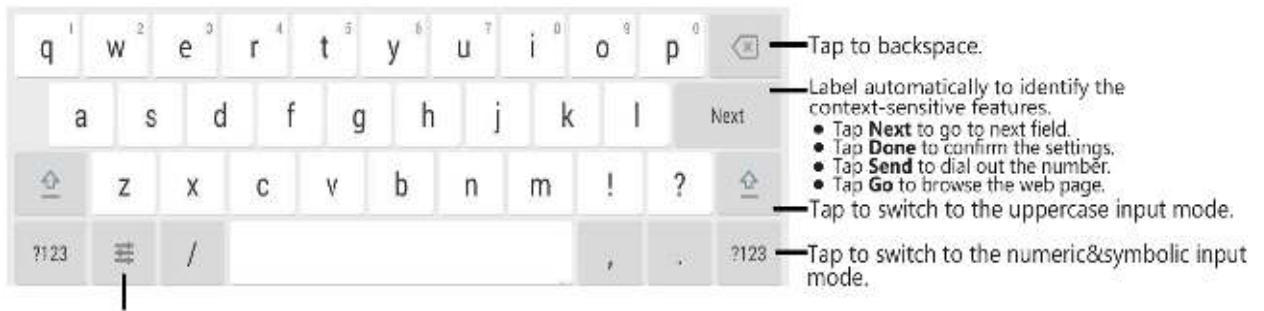 q 1 w 2 e 3 r 4 t 5 y 6 u 7 i 8 o 9 p 0
a s d f g h j k l Next
z x c v b n m ! ?
?123 / , . ?123
Tap to backspace.
Label automatically to identify the
context-sensitive features.
● Tap Next to go to next field.
● Tap Done to confirm the settings.
● Tap Send to dial out the number.
● Tap Go to browse the web page.
Tap to switch to the uppercase input mode.
Tap to switch to the numeric&symbolic input
mode.